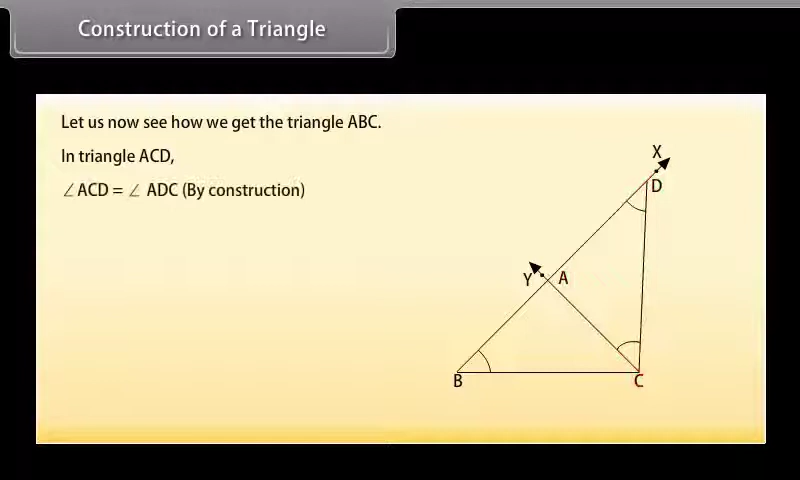 Construction of a Triangle
Let us now see how we get the triangle ABC.
In triangle ACD,
∠ACD = ∠ ADC (By construction)
X
D
Y
A
B
C